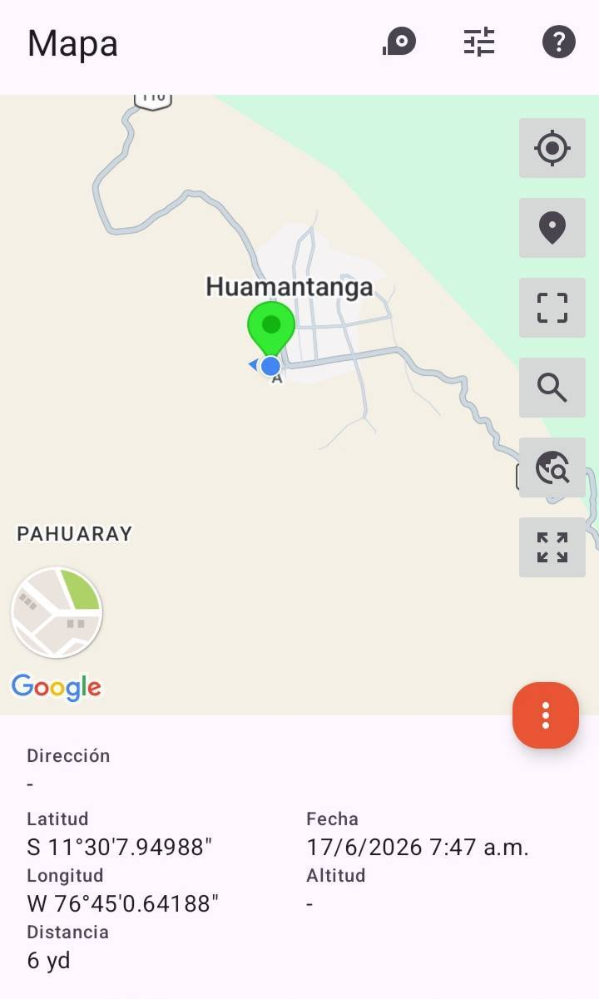 Mapa
110
Huamantanga
A
PAHUARAY
Google
Dirección
-
Latitud
S 11°30'7.94988"
Fecha
17/6/2026 7:47 a.m.
Longitud
W 76°45'0.64188"
Altitud
-
Distancia
6 yd